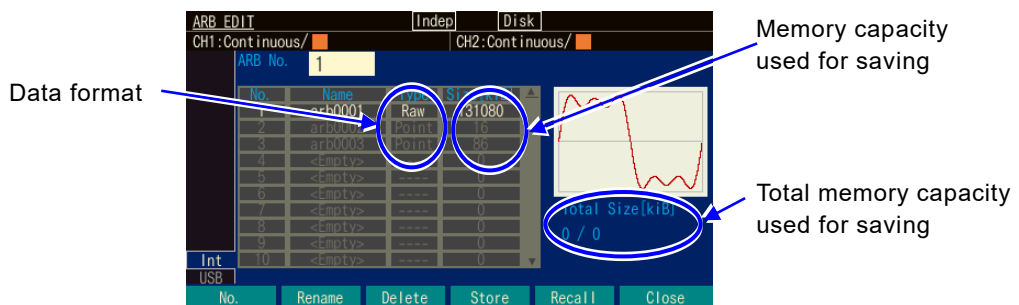 ARB EDIT Indep Disk
CH1:Continuous/ CH2:Continuous/
Memory capacity
used for saving
ARB No. 1
Data format
No. Name Type Size[kiB]
1 arb0001 Raw 131080
2 arb0002 Point 16
3 arb0003 Point 86
4 <Empty> ---- 0
5 <Empty> ---- 0
6 <Empty> ---- 0
7 <Empty> ---- 0
8 <Empty> ---- 0
9 <Empty> ---- 0
10 <Empty> ---- 0
Total Size[kiB]
0 / 0
Total memory capacity
used for saving
Int
USB
No. Rename Delete Store Recall Close